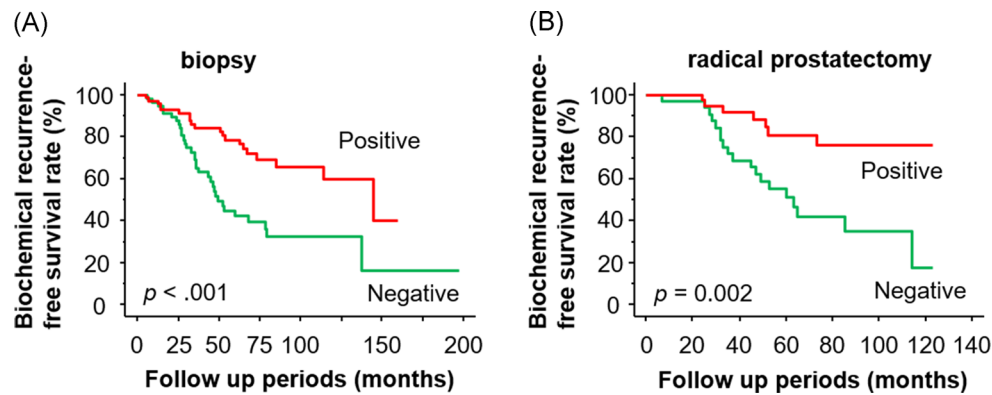 (A)
biopsy
Biochemical recurrence-
free survival rate (%)
100
80
60
40
20
0
Positive
Negative
p < .001
0 25 50 75 100 150 200
Follow up periods (months)
(B)
radical prostatectomy
Biochemical recurrence-
free survival rate (%)
100
80
60
40
20
0
Positive
Negative
p = 0.002
0 20 40 60 80 100 120 140
Follow up periods (months)